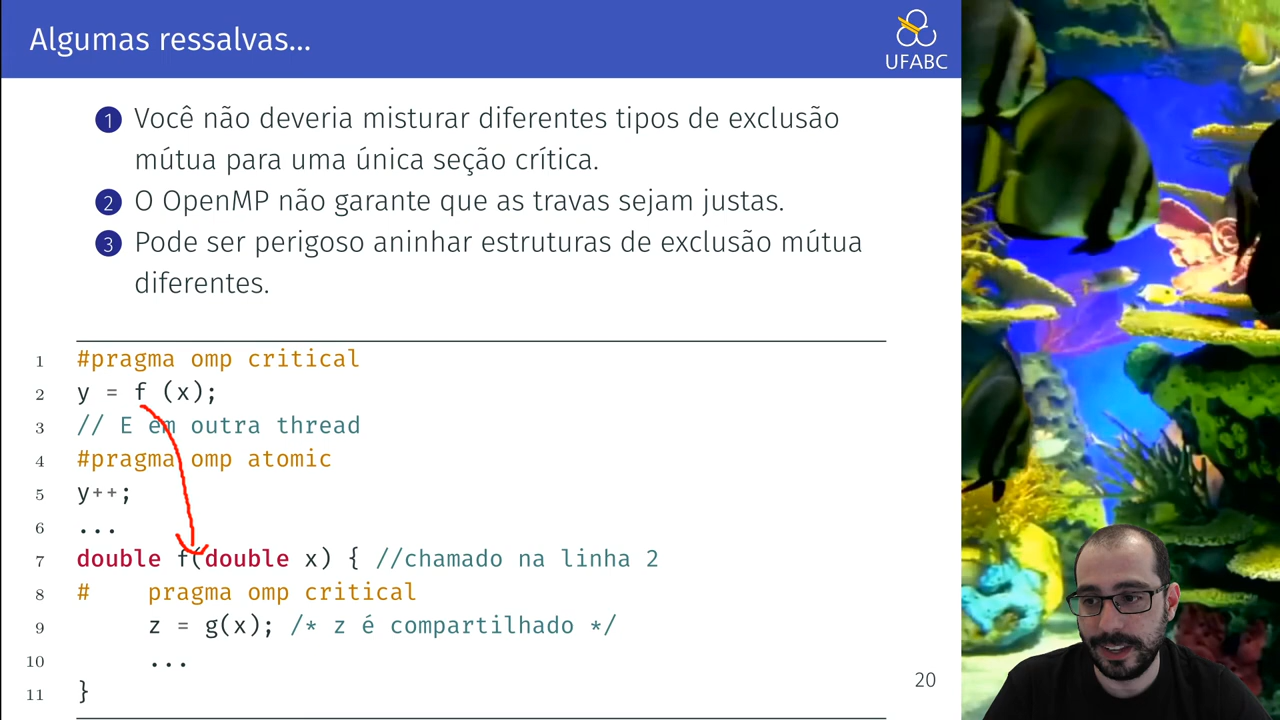 Algumas ressalvas...
UFABC
1 Você não deveria misturar diferentes tipos de exclusão
mútua para uma única seção crítica.
2 O OpenMP não garante que as travas sejam justas.
3 Pode ser perigoso aninhar estruturas de exclusão mútua
diferentes.
1 #pragma omp critical
2 y = f (x);
3 // E em outra thread
4 #pragma omp atomic
5 y++;
6 ...
7 double f(double x) { //chamado na linha 2
8 #    pragma omp critical
9      z = g(x); /* z é compartilhado */
10      ...
11 }
20